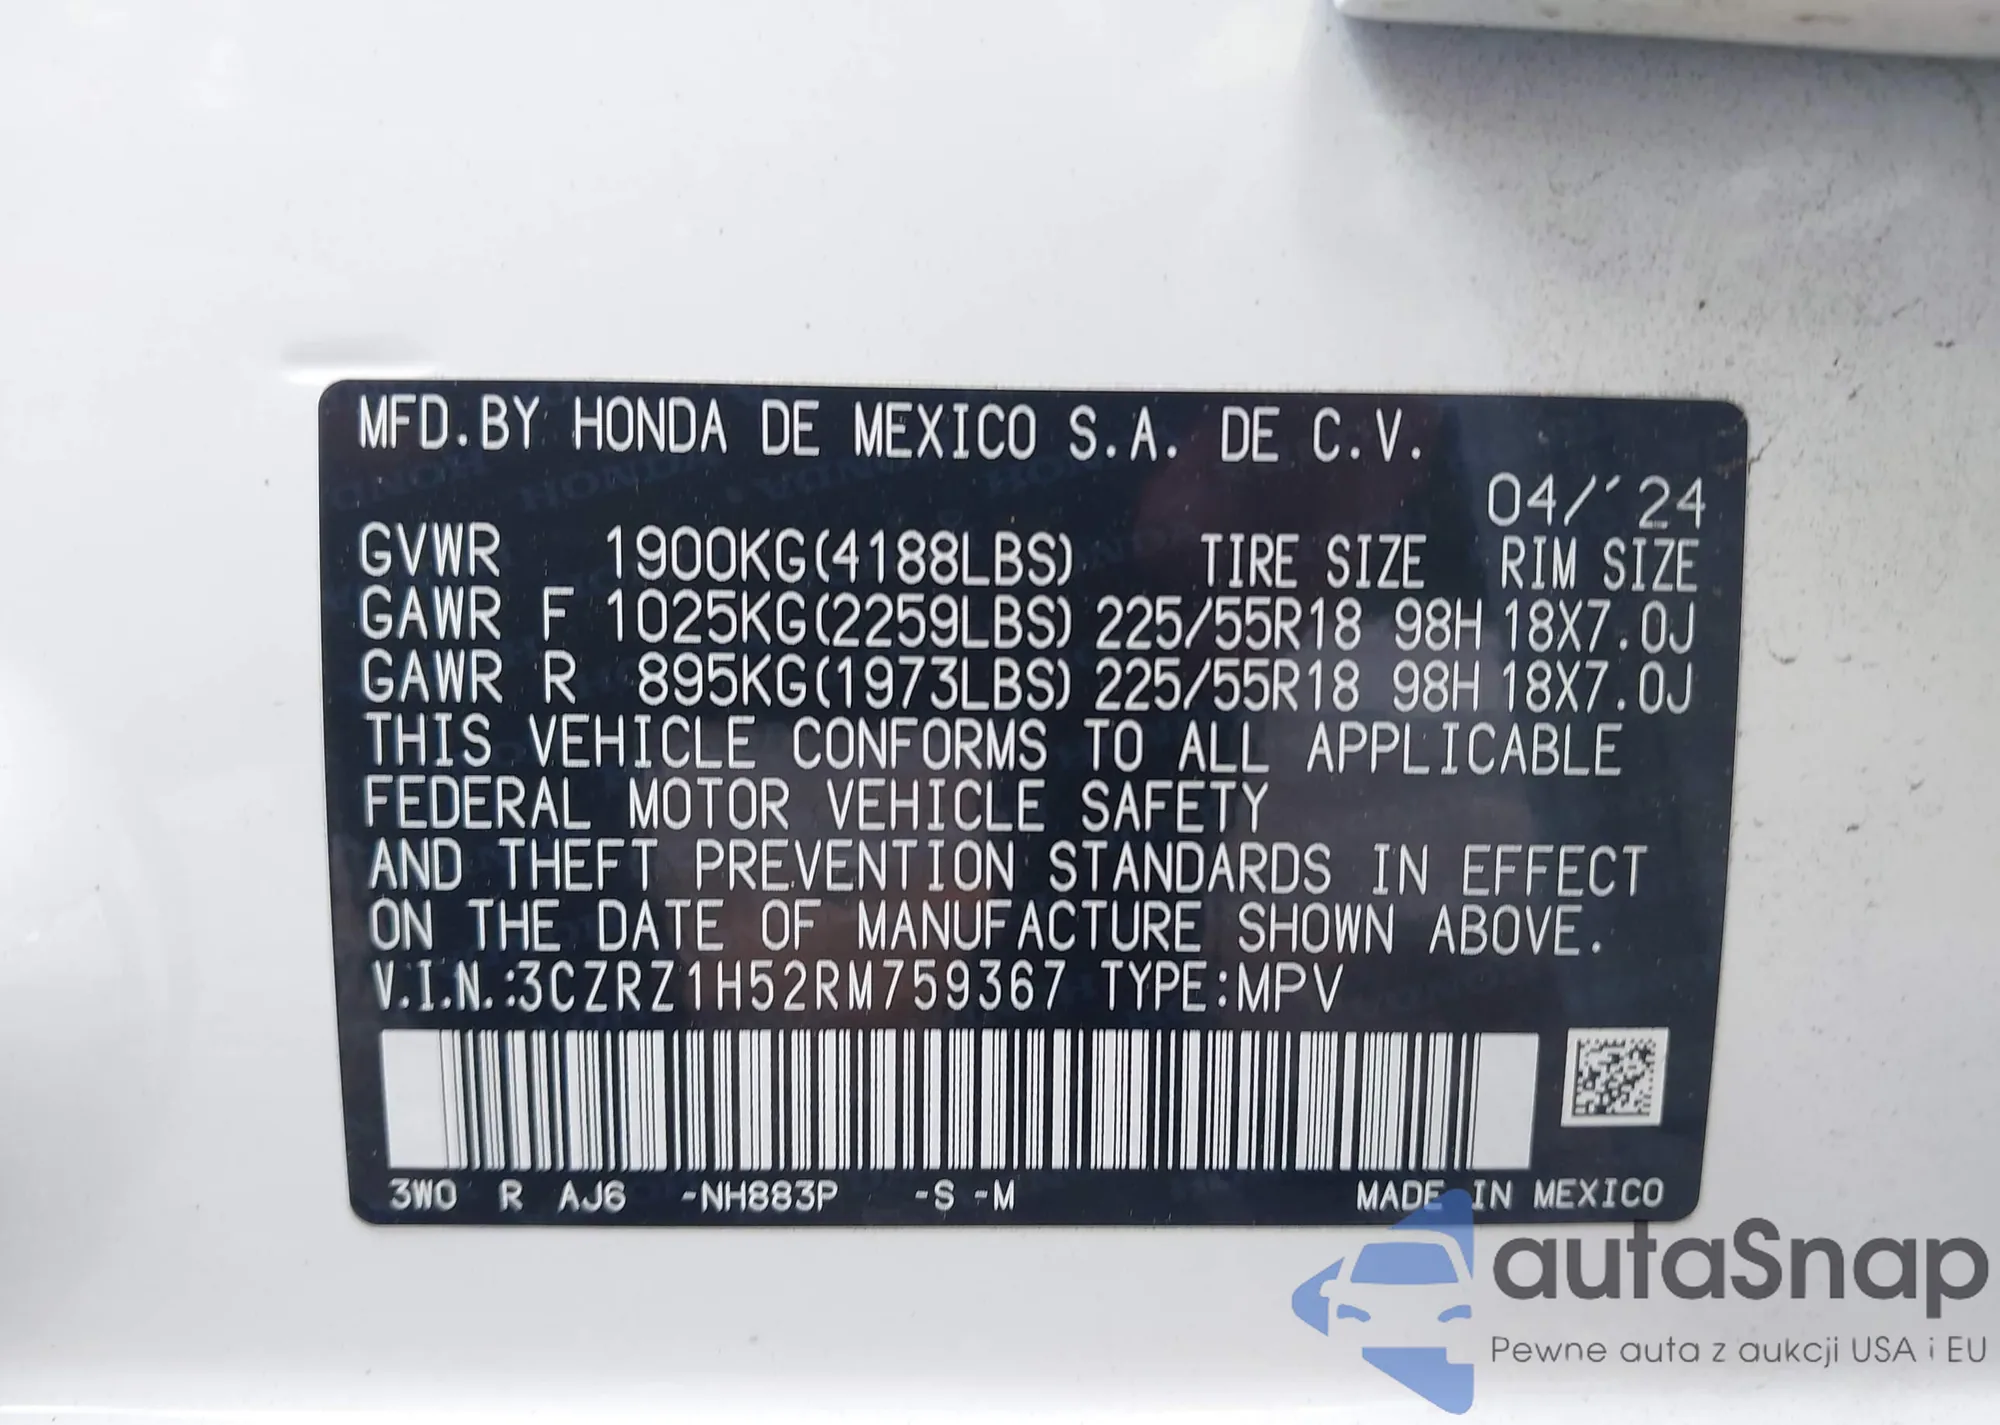 MFD.BY HONDA DE MEXICO S.A. DE C.V.
04/'24
GVWR 1900KG(4188LBS) TIRE SIZE RIM SIZE
GAWR F 1025KG(2259LBS) 225/55R18 98H 18X7.0J
GAWR R 895KG(1973LBS) 225/55R18 98H 18X7.0J
THIS VEHICLE CONFORMS TO ALL APPLICABLE
FEDERAL MOTOR VEHICLE SAFETY
AND THEFT PREVENTION STANDARDS IN EFFECT
ON THE DATE OF MANUFACTURE SHOWN ABOVE.
V.I.N.:3CZRZ1H52RM759367 TYPE:MPV
3W0 R AJ6 -NH883P -S -M MADE IN MEXICO
autaSnap
Pewne auta z aukcji USA i EU